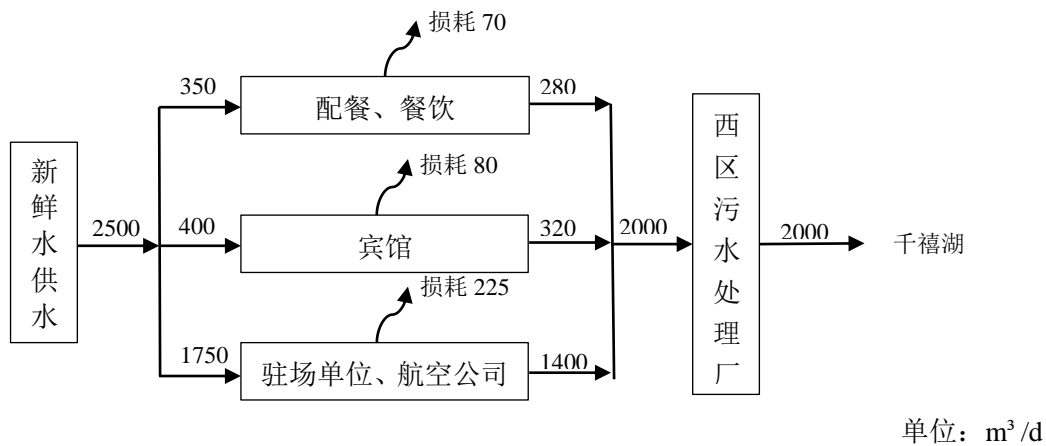 损耗 70
350
配餐、餐饮
280
损耗 80
新鲜水供水
2500
400
宾馆
320
2000
西区污水处理厂
2000
千禧湖
损耗 225
1750
驻场单位、航空公司
1400
单位：m³/d